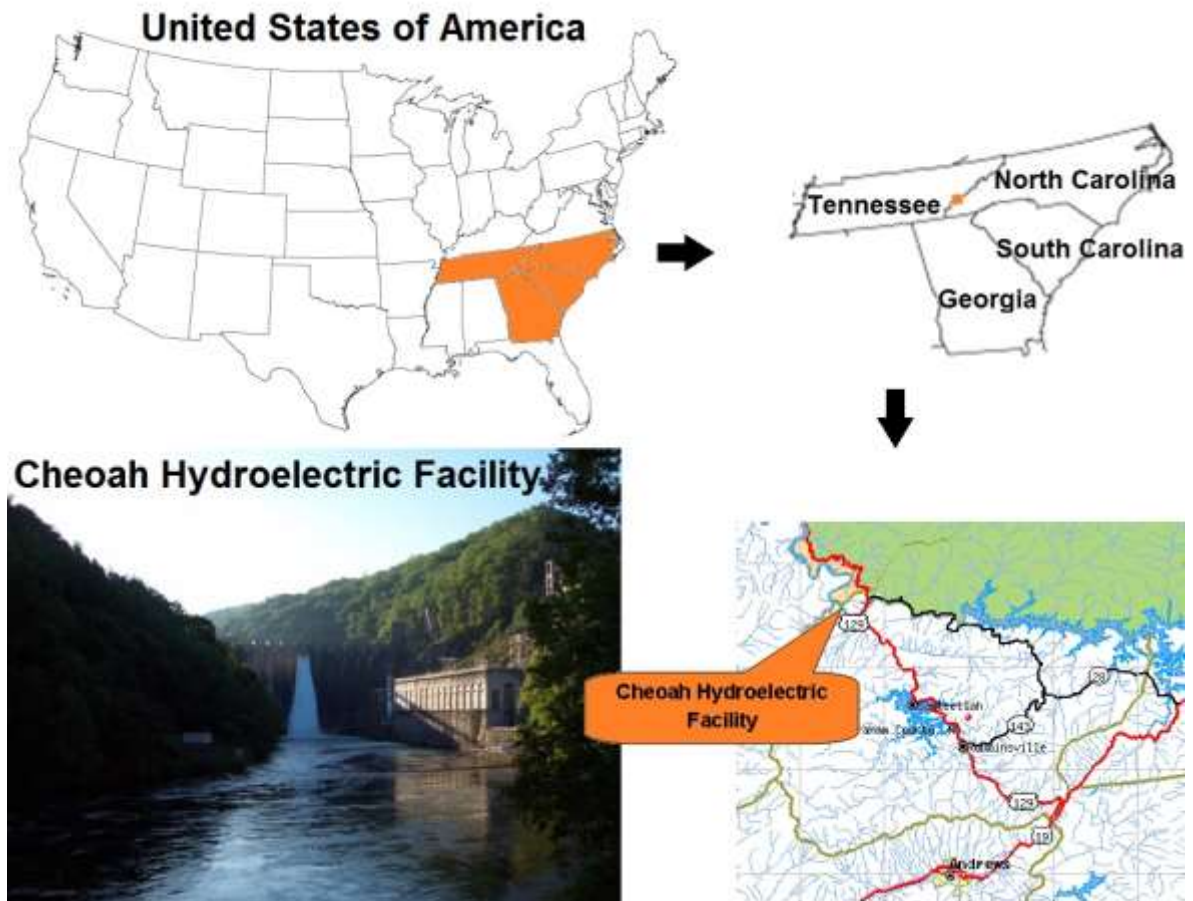 United States of America
North Carolina
Tennessee
South Carolina
Georgia
Cheoah Hydroelectric Facility
129
28
Cheoah Hydroelectric
Facility
143
129
19
Andrews